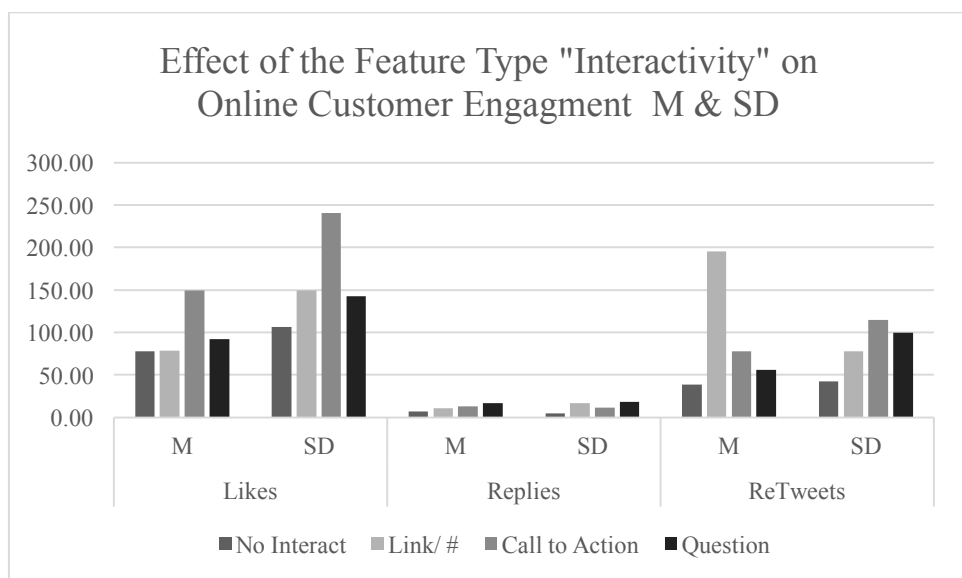 Effect of the Feature Type "Interactivity" on
Online Customer Engagment M & SD
300.00
250.00
200.00
150.00
100.00
50.00
0.00
M SD M SD M SD
Likes Replies ReTweets
No Interact Link/ # Call to Action Question